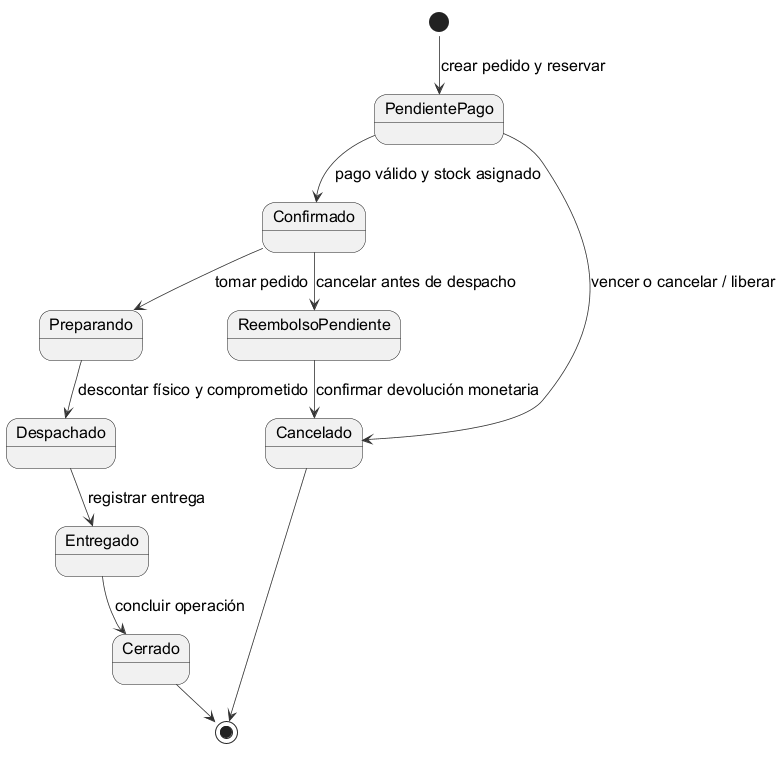 crear pedido y reservar
PendientePago
pago válido y stock asignado
Confirmado
vencer o cancelar / liberar
tomar pedido
cancelar antes de despacho
Preparando
ReembolsoPendiente
descontar físico y comprometido
confirmar devolución monetaria
Despachado
Cancelado
registrar entrega
Entregado
concluir operación
Cerrado